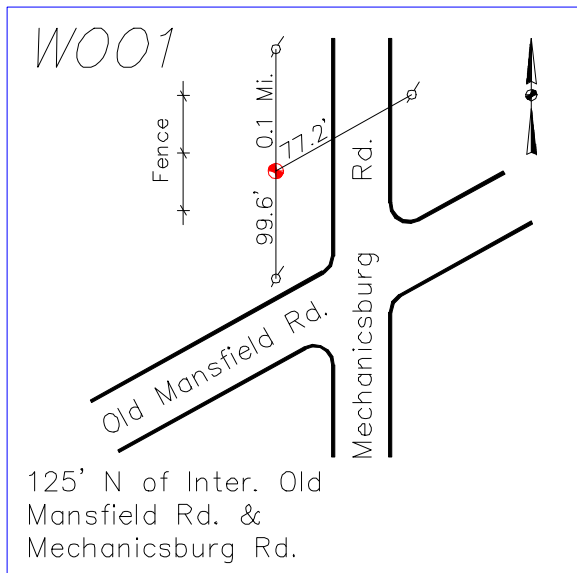 W001
Fence
0.1 Mi.
77.2'
99.6'
Mechanicsburg Rd.
Old Mansfield Rd.
125' N of Inter. Old
Mansfield Rd. &
Mechanicsburg Rd.